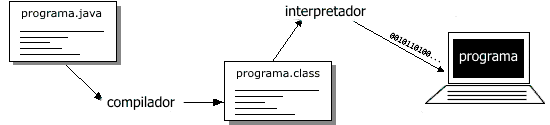 programa.java
compilador
programa.class
interpretador
0010110100...
programa